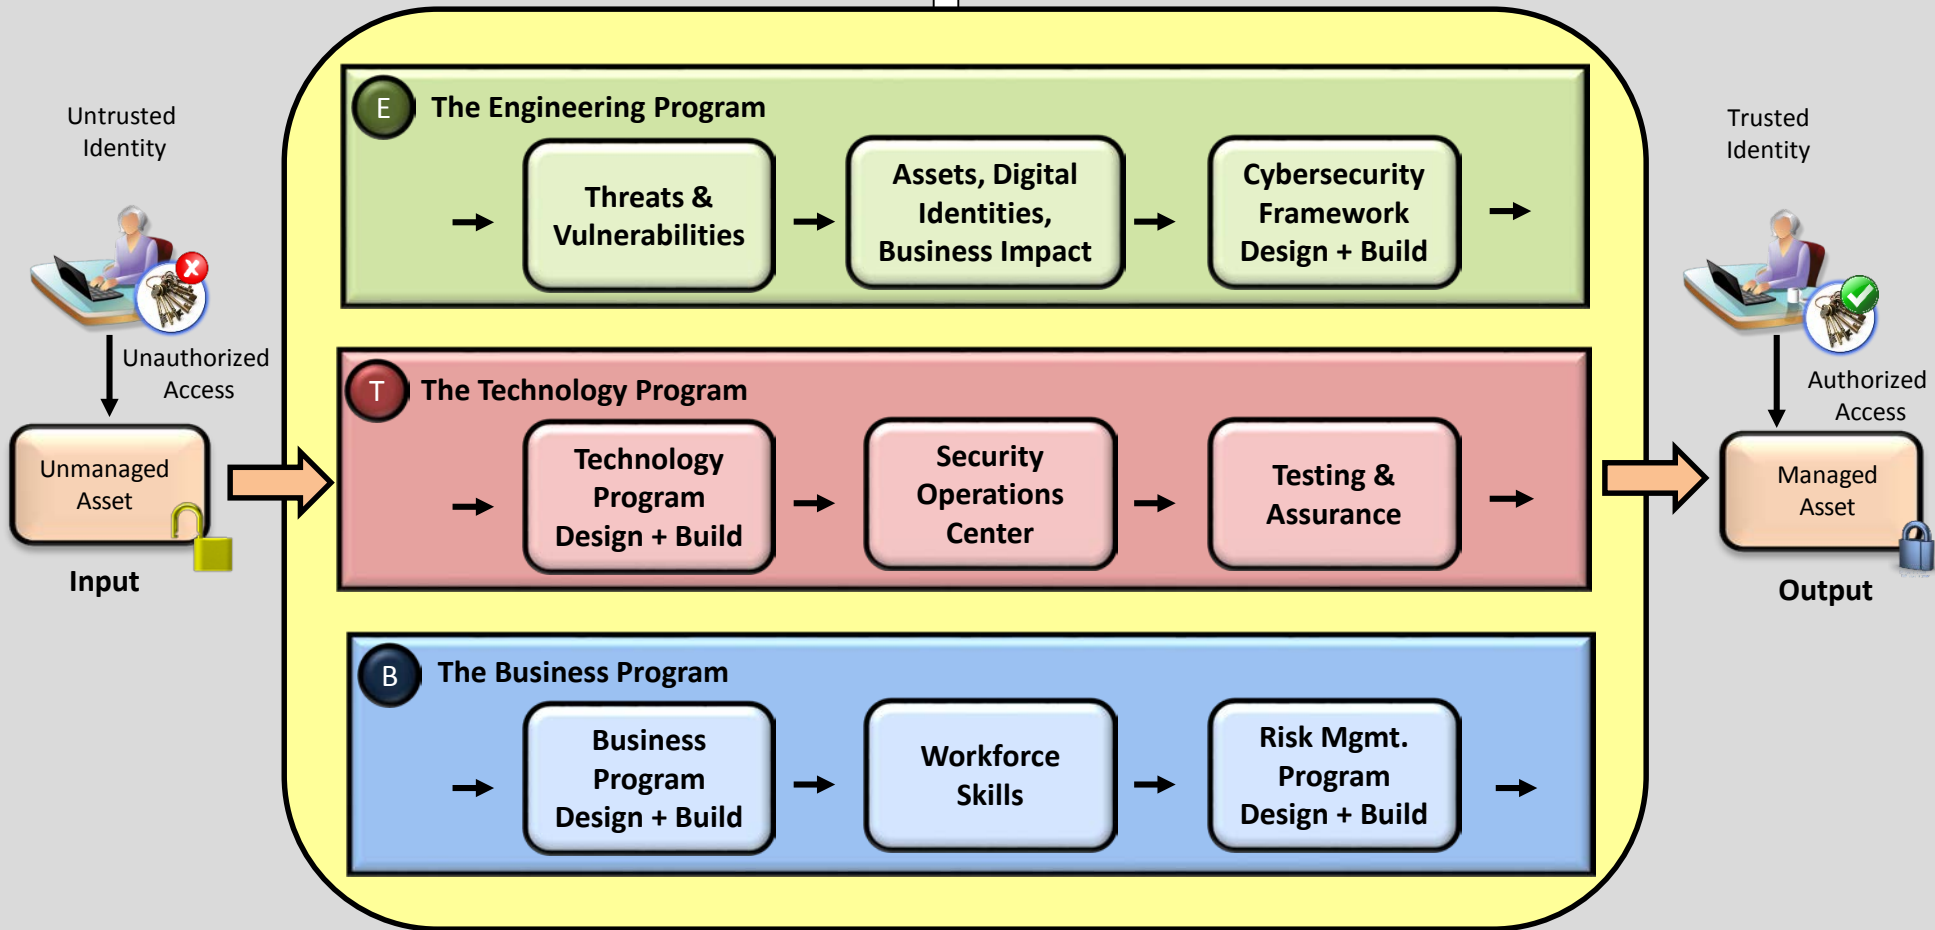 Untrusted
Identity
Unauthorized
Access
Unmanaged
Asset
Input
E
The Engineering Program
Threats &
Vulnerabilities
Assets, Digital
Identities,
Business Impact
Cybersecurity
Framework
Design + Build
T
The Technology Program
Technology
Program
Design + Build
Security
Operations
Center
Testing &
Assurance
B
The Business Program
Business
Program
Design + Build
Workforce
Skills
Risk Mgmt.
Program
Design + Build
Trusted
Identity
Authorized
Access
Managed
Asset
Output